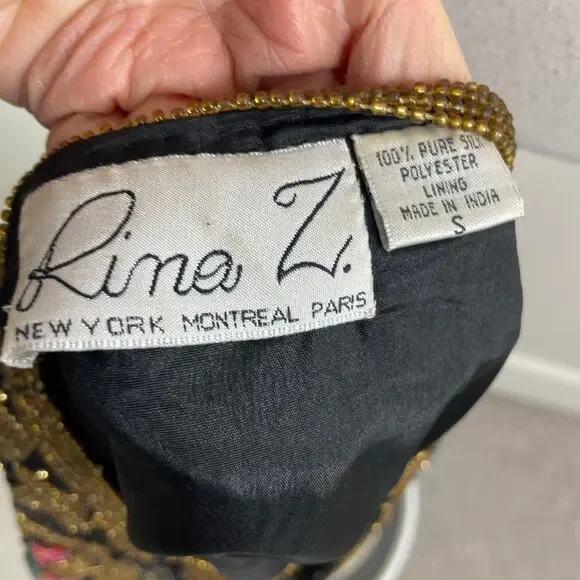 Rina Z.
NEW YORK MONTREAL PARIS
100% PURE SILK
POLYESTER
LINING
MADE IN INDIA
S